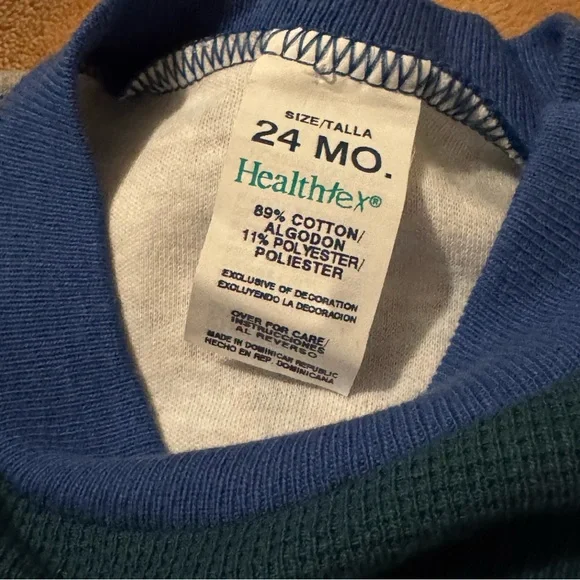 SIZE/TALLA
24 MO.
Healthtex®
89% COTTON/
ALGODON
11% POLYESTER/
POLIESTER
EXCLUSIVE OF DECORATION
EXCLUYENDO LA DECORACION
OVER FOR CARE/
INSTRUCCIONES
AL REVERSO
MADE IN DOMINICAN REPUBLIC
HECHO EN REP. DOMINICANA